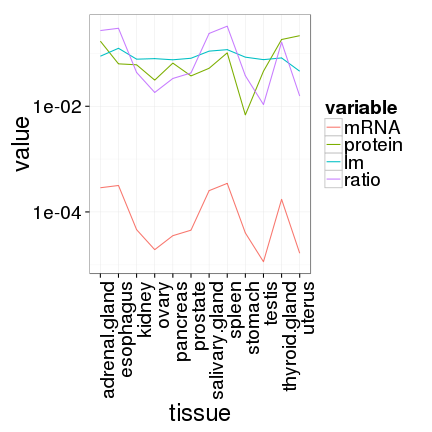 value
1e-02
1e-04
adrenal.gland
esophagus
kidney
ovary
pancreas
prostate
salivary.gland
spleen
stomach
testis
thyroid.gland
uterus
tissue
variable
mRNA
protein
lm
ratio